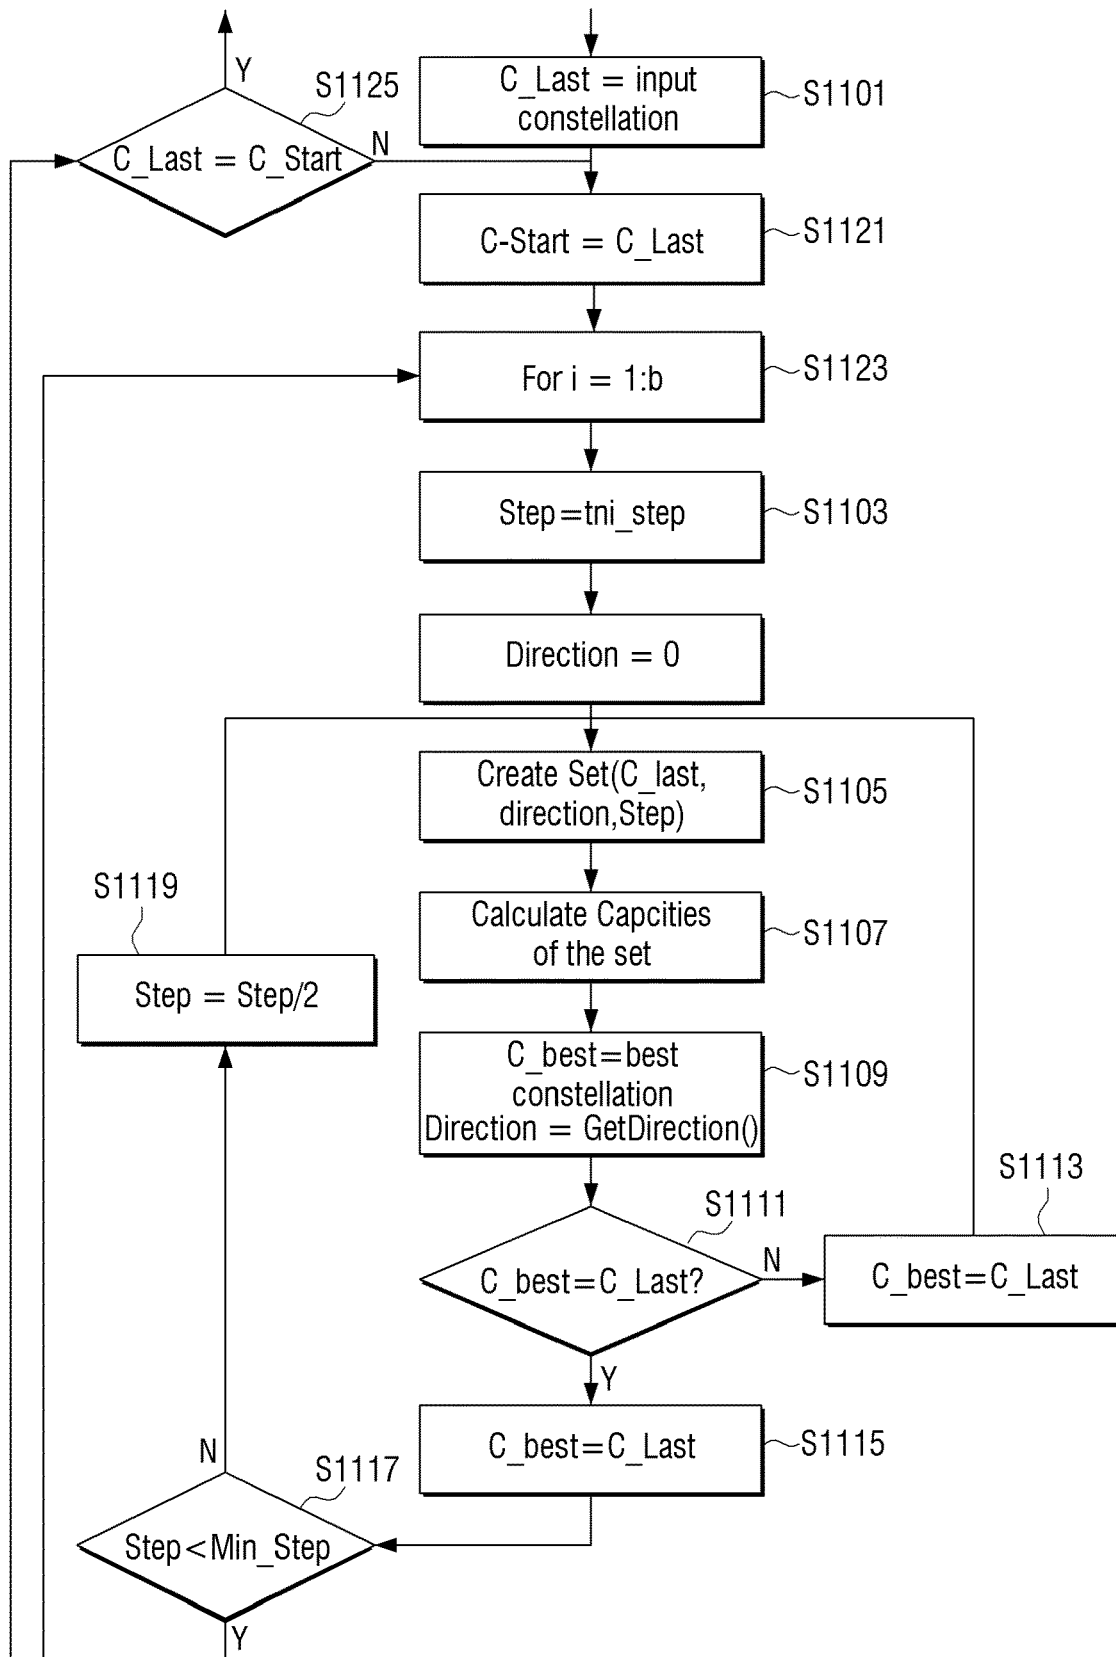 Y
S1125
C_Last = C_Start
N
C_Last = input
constellation
S1101
C-Start = C_Last
S1121
For i = 1:b
S1123
Step=tni_step
S1103
Direction = 0
Create Set(C_last,
direction,Step)
S1105
S1119
Step = Step/2
Calculate Capcities
of the set
S1107
C_best=best
constellation
Direction = GetDirection()
S1109
S1111
C_best=C_Last?
N
S1113
C_best=C_Last
Y
C_best=C_Last
S1115
N
S1117
Step<Min_Step
Y